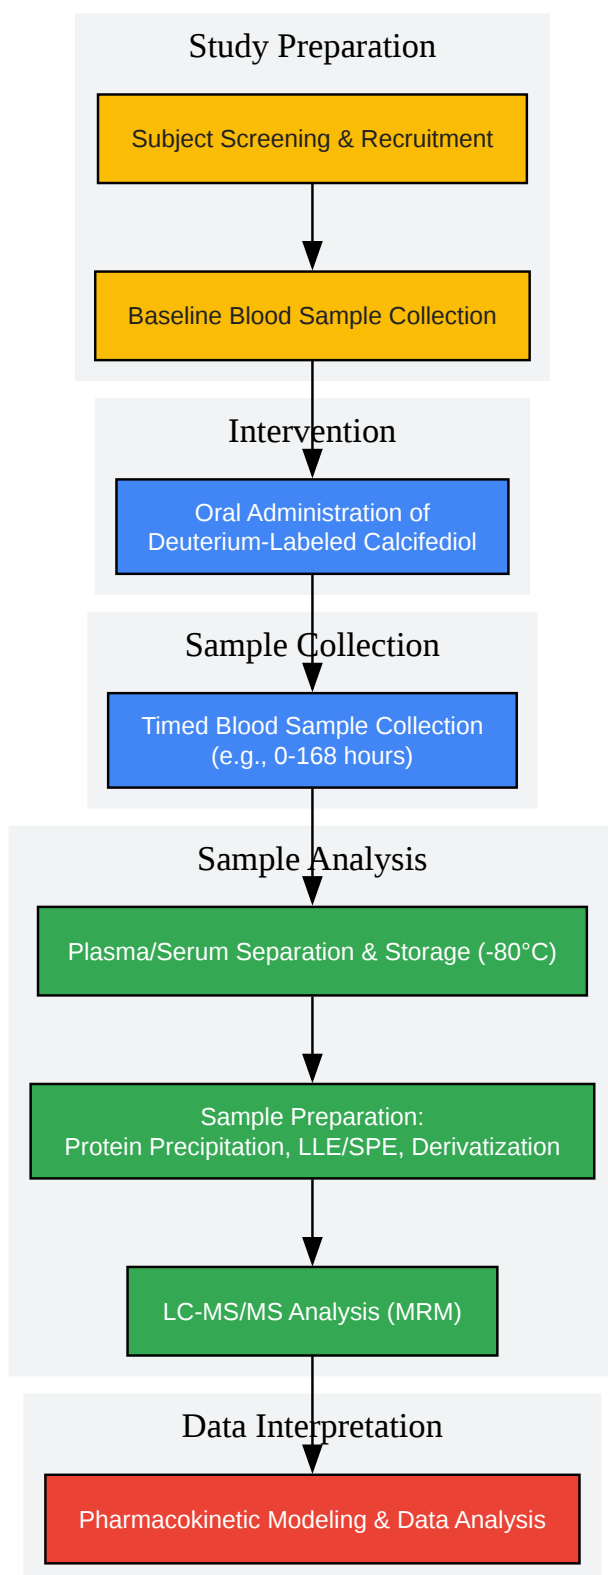 Study Preparation
Subject Screening & Recruitment
Baseline Blood Sample Collection
Intervention
Oral Administration of
Deuterium-Labeled Calcifediol
Sample Collection
Timed Blood Sample Collection
(e.g., 0-168 hours)
Sample Analysis
Plasma/Serum Separation & Storage (-80°C)
Sample Preparation:
Protein Precipitation, LLE/SPE, Derivatization
LC-MS/MS Analysis (MRM)
Data Interpretation
Pharmacokinetic Modeling & Data Analysis